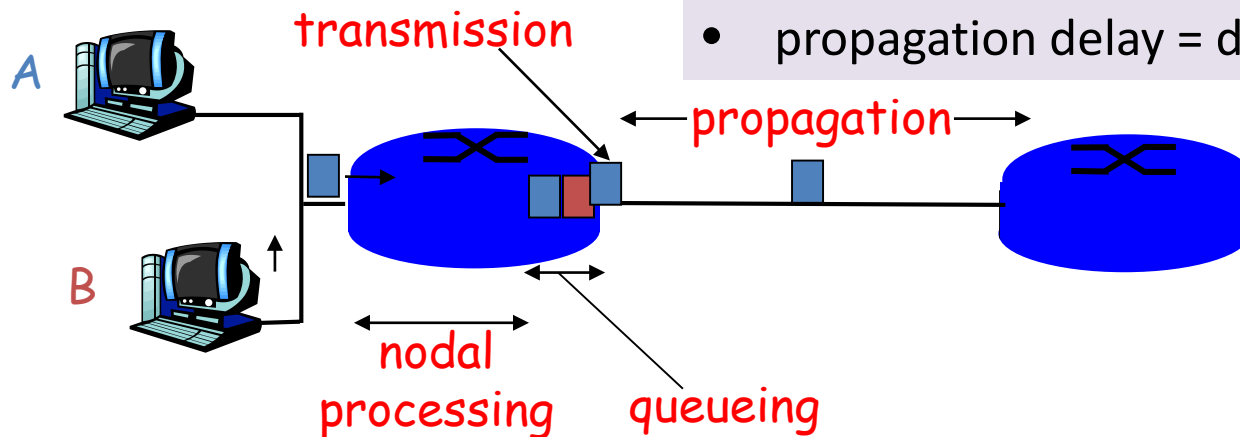 transmission
• propagation delay = d
A
propagation
B
nodal
processing
queueing